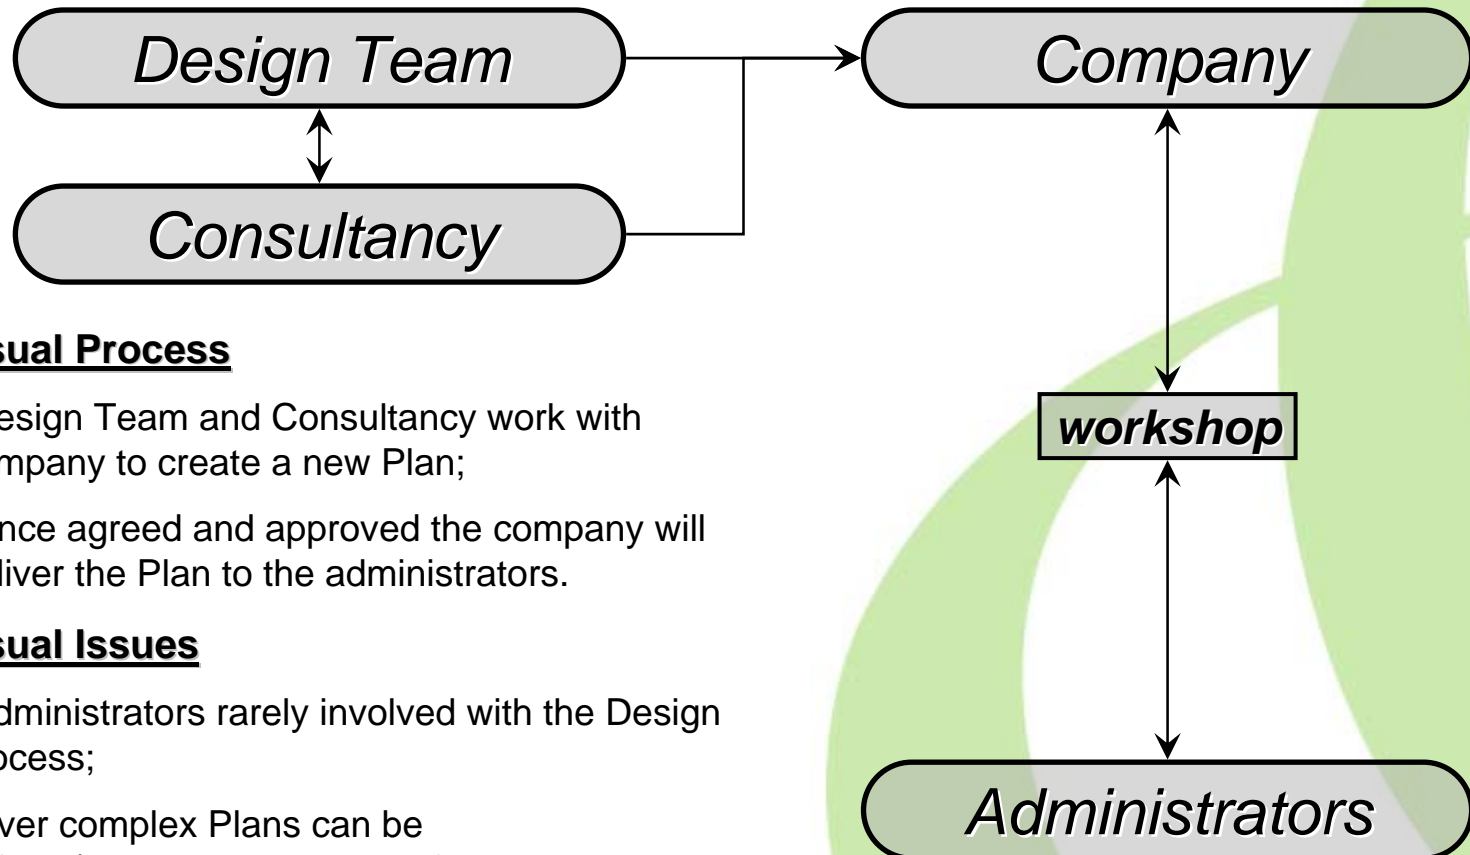 Design Team
Company
Consultancy
sual Process
esign Team and Consultancy work with
mpany to create a new Plan;
nce agreed and approved the company will
liver the Plan to the administrators.
workshop
sual Issues
dministrators rarely involved with the Design
ocess;
ver complex Plans can be
Administrators